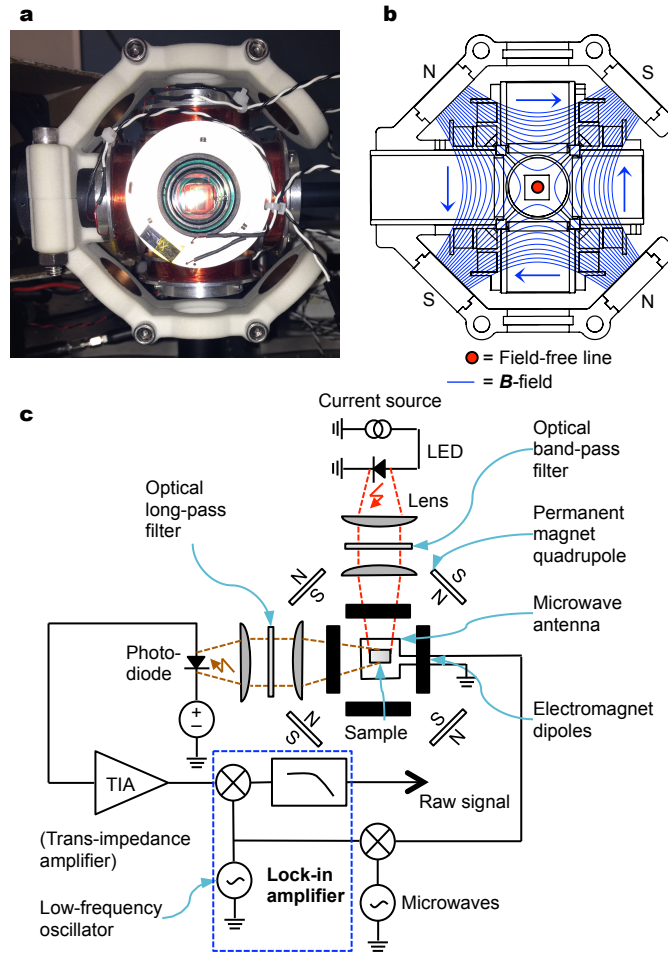 a
b
N
S
S
N
= Field-free line
= B-field
c
Current source
LED
Optical
band-pass
filter
Lens
Optical
long-pass
filter
Permanent
magnet
quadrupole
N
S
S
N
Microwave
antenna
Photo-
diode
+
−
Sample
N
S
S
N
Electromagnet
dipoles
TIA
Raw signal
(Trans-impedance
amplifier)
Lock-in
amplifier
Low-frequency
oscillator
Microwaves